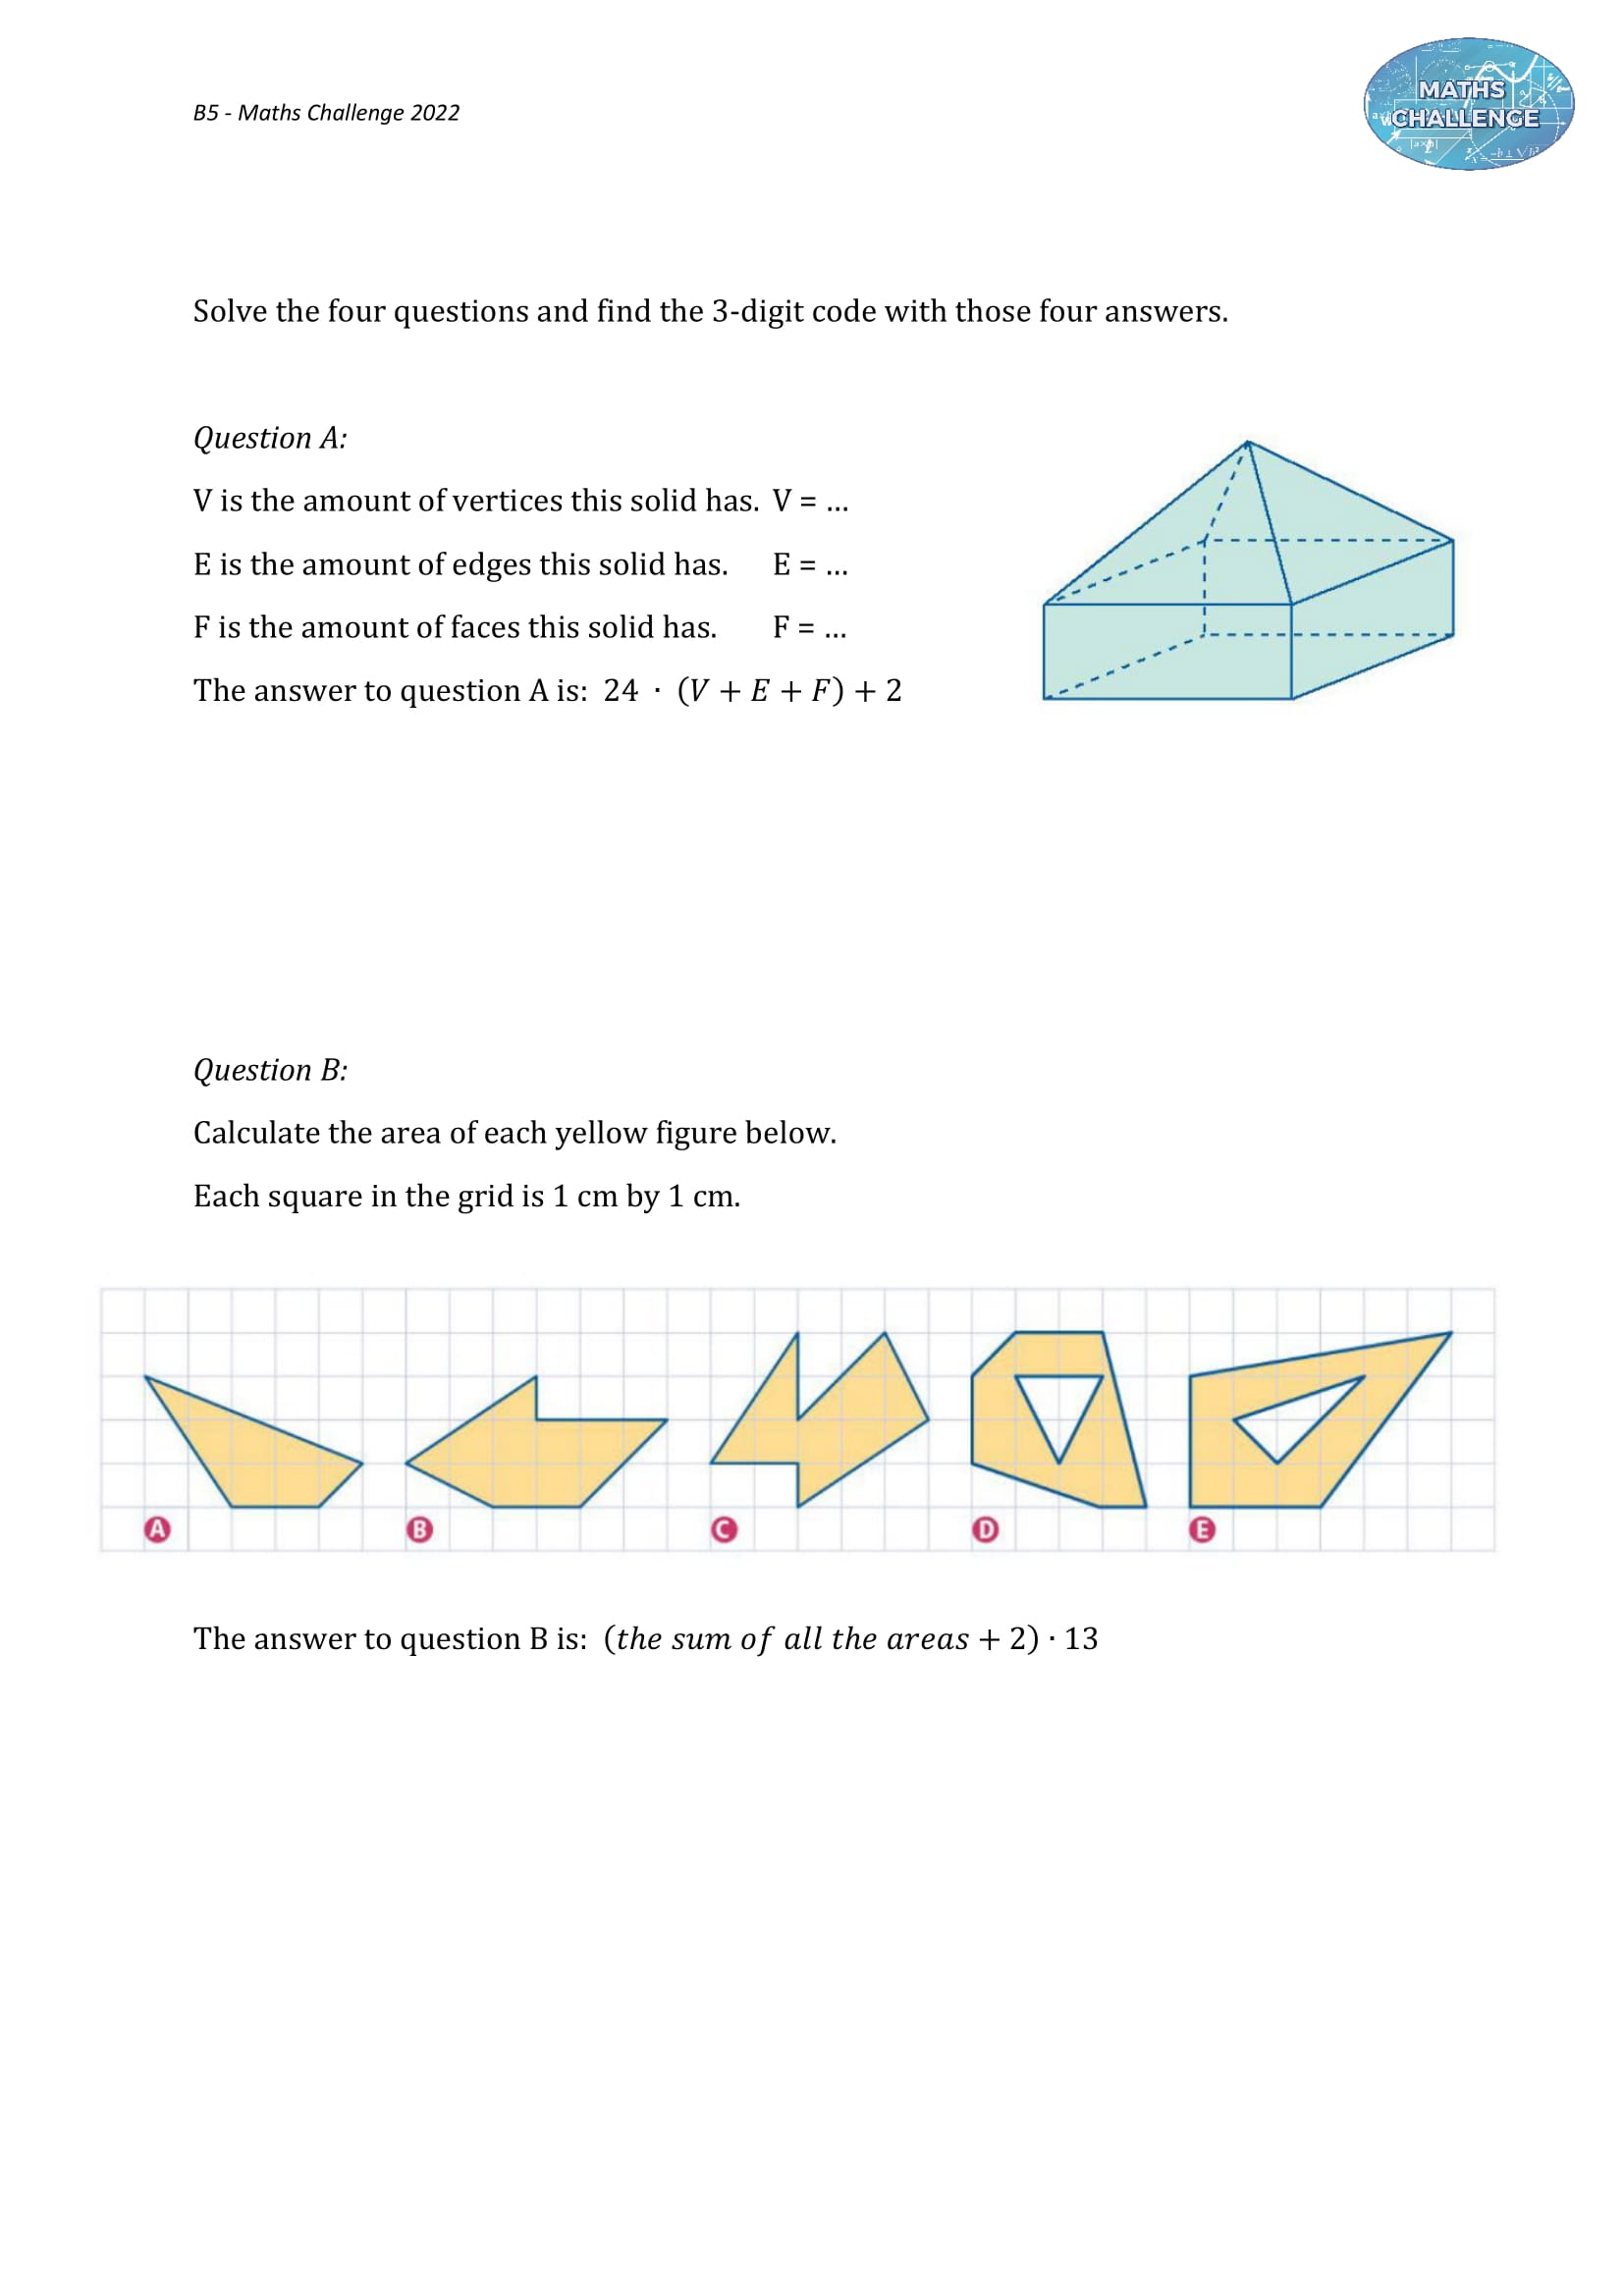 B5 - Maths Challenge 2022
MATHS
CHALLENGE
Solve the four questions and find the 3-digit code with those four answers.
Question A:
V is the amount of vertices this solid has. V = ...
E is the amount of edges this solid has. E = ...
F is the amount of faces this solid has. F = ...
The answer to question A is: 24 · (V + E + F) + 2
Question B:
Calculate the area of each yellow figure below.
Each square in the grid is 1 cm by 1 cm.
A B C D E
The answer to question B is: (the sum of all the areas + 2) · 13